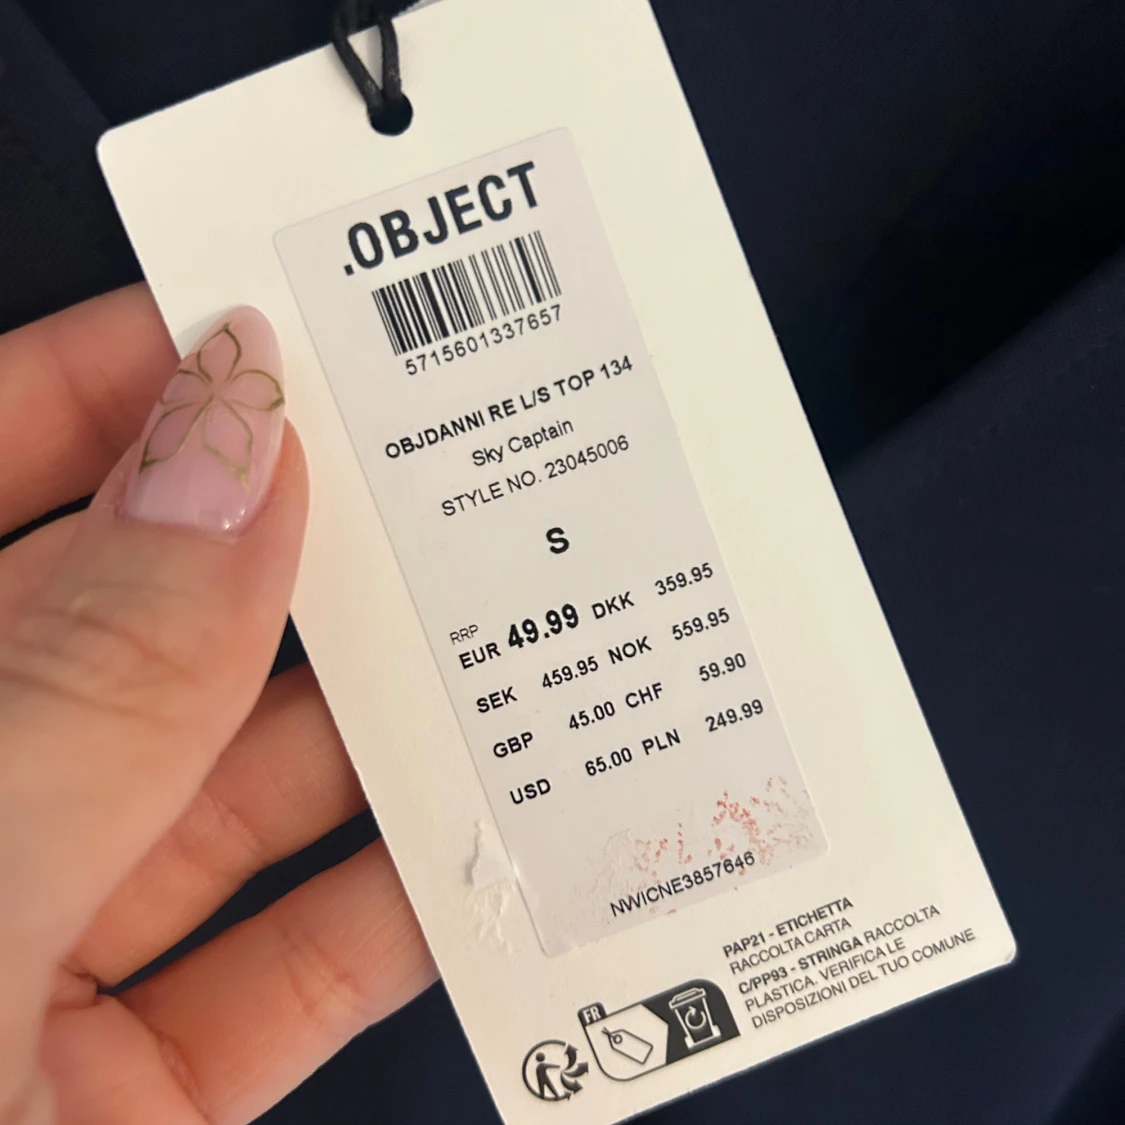 .OBJECT
5715601337657
OBJDANNI RE L/S TOP 134
Sky Captain
STYLE NO. 23045006
S
RRP
EUR 49.99 DKK 359.95
SEK 459.95 NOK 559.95
GBP 45.00 CHF 59.90
USD 65.00 PLN 249.99
NWICNE3857646
PAP21 - ETICHETTA
RACCOLTA CARTA
C/PP93 - STRINGA RACCOLTA
PLASTICA. VERIFICA LE
DISPOSIZIONI DEL TUO COMUNE
FR